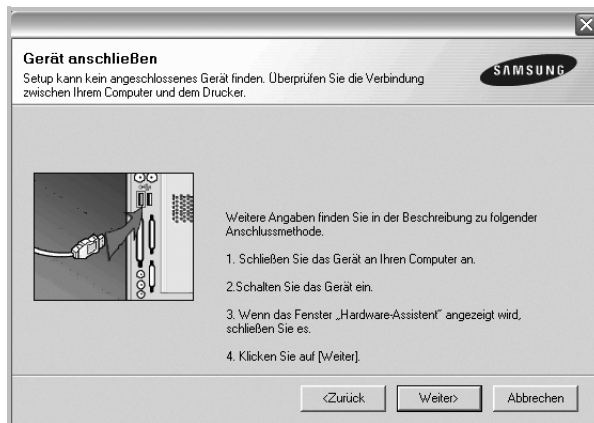 Gerät anschließen
Setup kann kein angeschlossenes Gerät finden. Überprüfen Sie die Verbindung
zwischen Ihrem Computer und dem Drucker.
SAMSUNG
Weitere Angaben finden Sie in der Beschreibung zu folgender
Anschlussmethode.
1. Schließen Sie das Gerät an Ihren Computer an.
2.Schalten Sie das Gerät ein.
3. Wenn das Fenster „Hardware-Assistent" angezeigt wird,
schließen Sie es.
4. Klicken Sie auf [Weiter].
<Zurück
Weiter>
Abbrechen